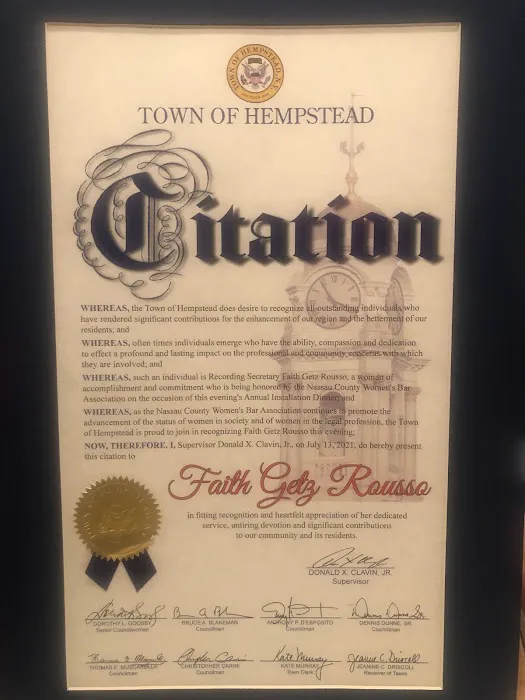 TOWN OF HEMPSTEAD, N.Y.
TOWN OF HEMPSTEAD
Citation
WHEREAS, the Town of Hempstead does desire to recognize all outstanding individuals who
have rendered significant contributions for the enhancement of our region and the betterment of our
residents; and
WHEREAS, often times individuals emerge who have the ability, compassion and dedication
to effect a profound and lasting impact on the professional and community concerns with which
they are involved; and
WHEREAS, such an individual is Recording Secretary Faith Getz Rousso, a woman of
accomplishment and commitment who is being honored by the Nassau County Women's Bar
Association on the occasion of this evening's Annual Installation Dinner; and
WHEREAS, as the Nassau County Women's Bar Association continues to promote the
advancement of the status of women in society and of women in the legal profession, the Town
of Hempstead is proud to join in recognizing Faith Getz Rousso this evening;
NOW, THEREFORE, I, Supervisor Donald X. Clavin, Jr., on July 13, 2021, do hereby present
this citation to
Faith Getz Rousso
in fitting recognition and heartfelt appreciation of her dedicated
service, untiring devotion and significant contributions
to our community and its residents.
DONALD X. CLAVIN, JR.
Supervisor
DOROTHY L. GOOSBY BRUCE A. BLAKEMAN ANTHONY P. D'ESPOSITO DENNIS DUNNE, SR.
Senior Councilwoman Councilman Councilman Councilman
THOMAS E. MUSCARELLA CHRISTOPHER CARINI KATE MURRAY JEANINE C. DRISCOLL
Councilman Councilman Town Clerk Receiver of Taxes